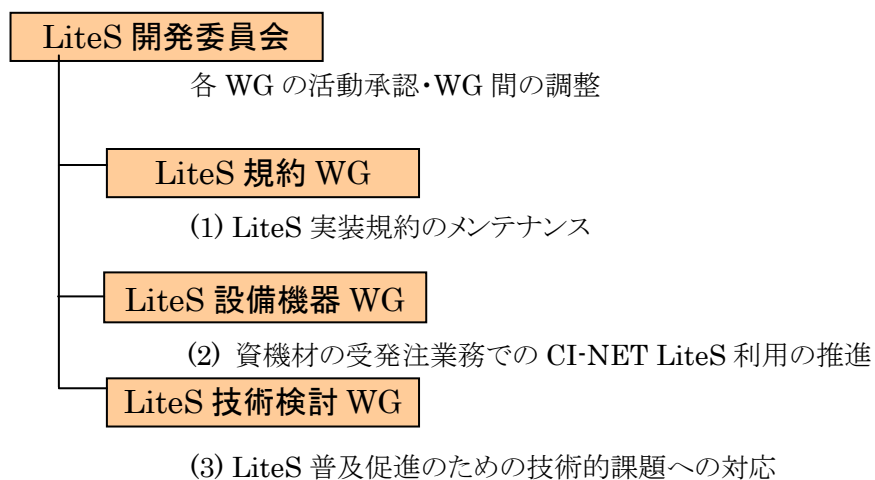 LiteS 開発委員会
各 WG の活動承認・WG 間の調整
LiteS 規約 WG
(1) LiteS 実装規約のメンテナンス
LiteS 設備機器 WG
(2) 資機材の受発注業務での CI-NET LiteS 利用の推進
LiteS 技術検討 WG
(3) LiteS 普及促進のための技術的課題への対応